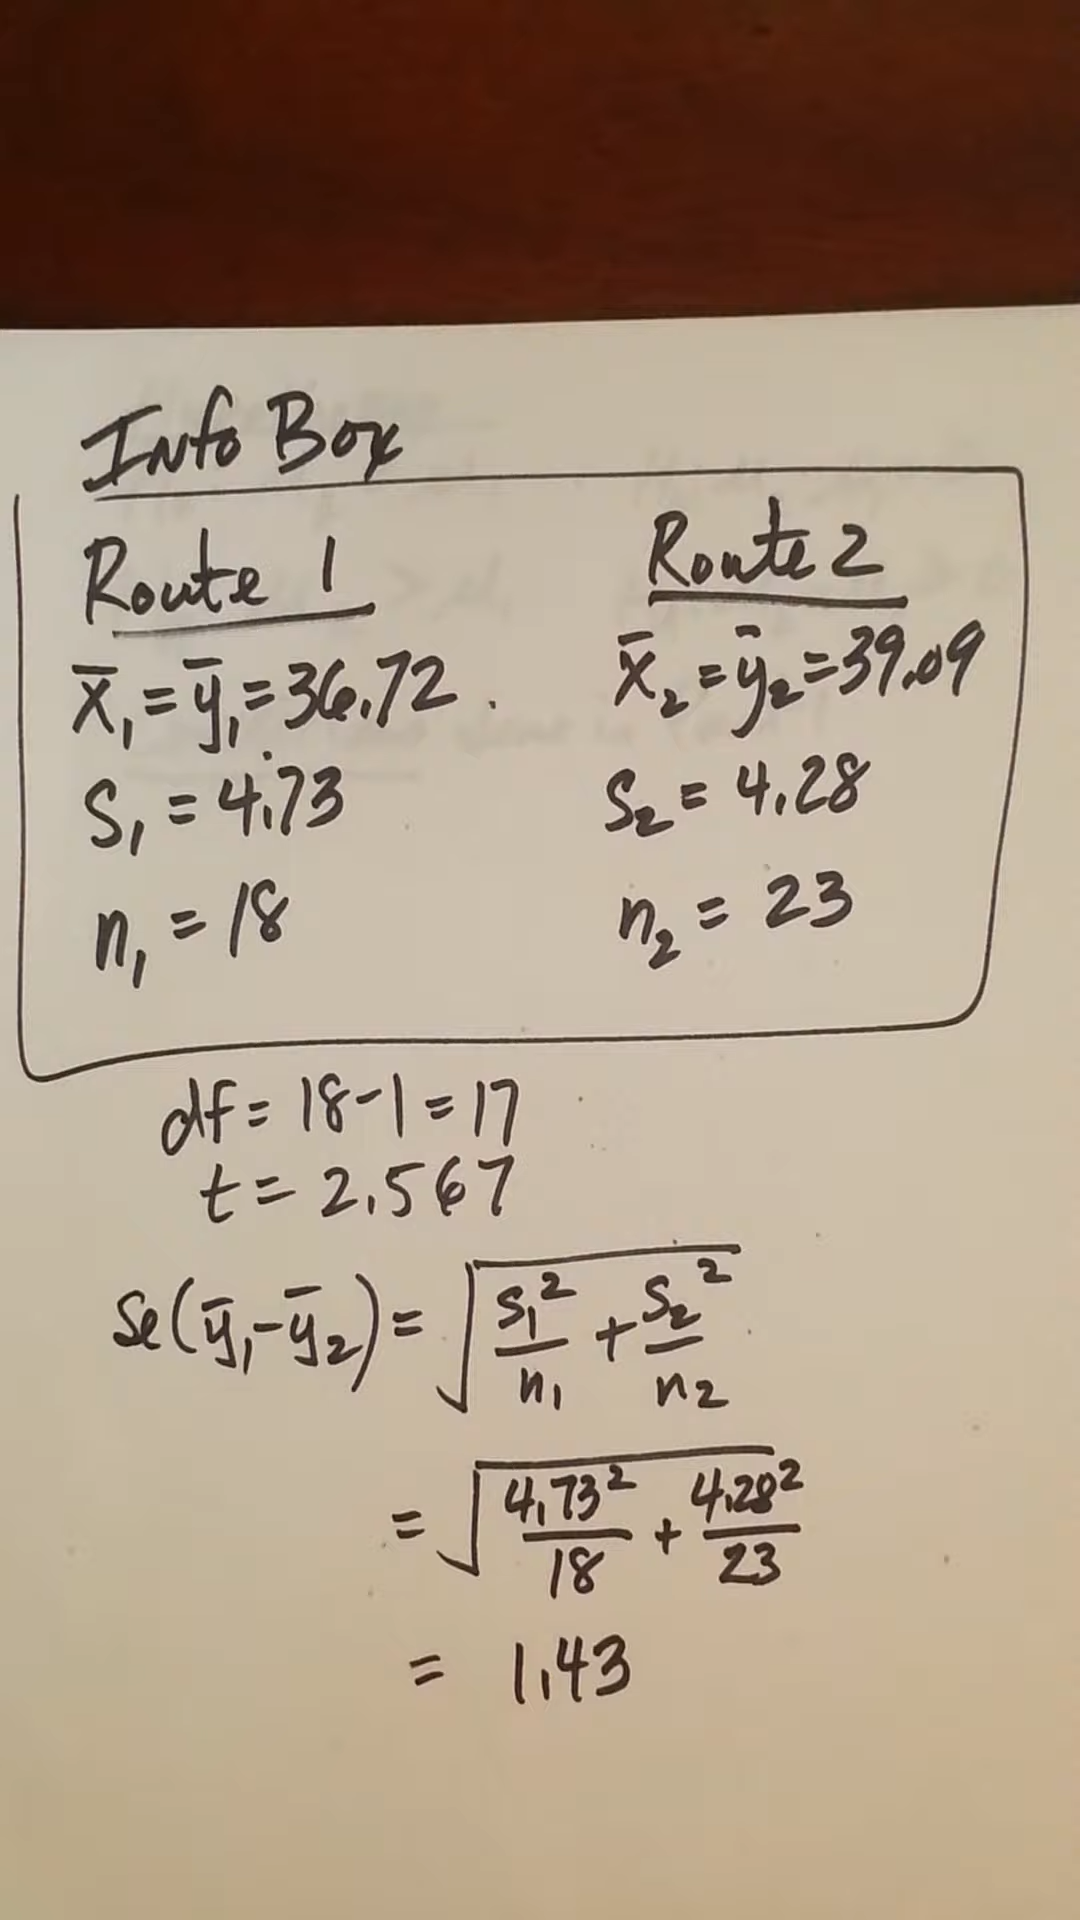 Info Box
Route 1 Route 2
x̄₁ = ȳ₁ = 36.72 x̄₂ = ȳ₂ = 39.09
S₁ = 4.73 S₂ = 4.28
n₁ = 18 n₂ = 23
df = 18-1 = 17
t = 2.567
Se(ȳ₁-ȳ₂) = √(S₁²/n₁ + S₂²/n₂)
= √(4.73²/18 + 4.28²/23)
= 1.43